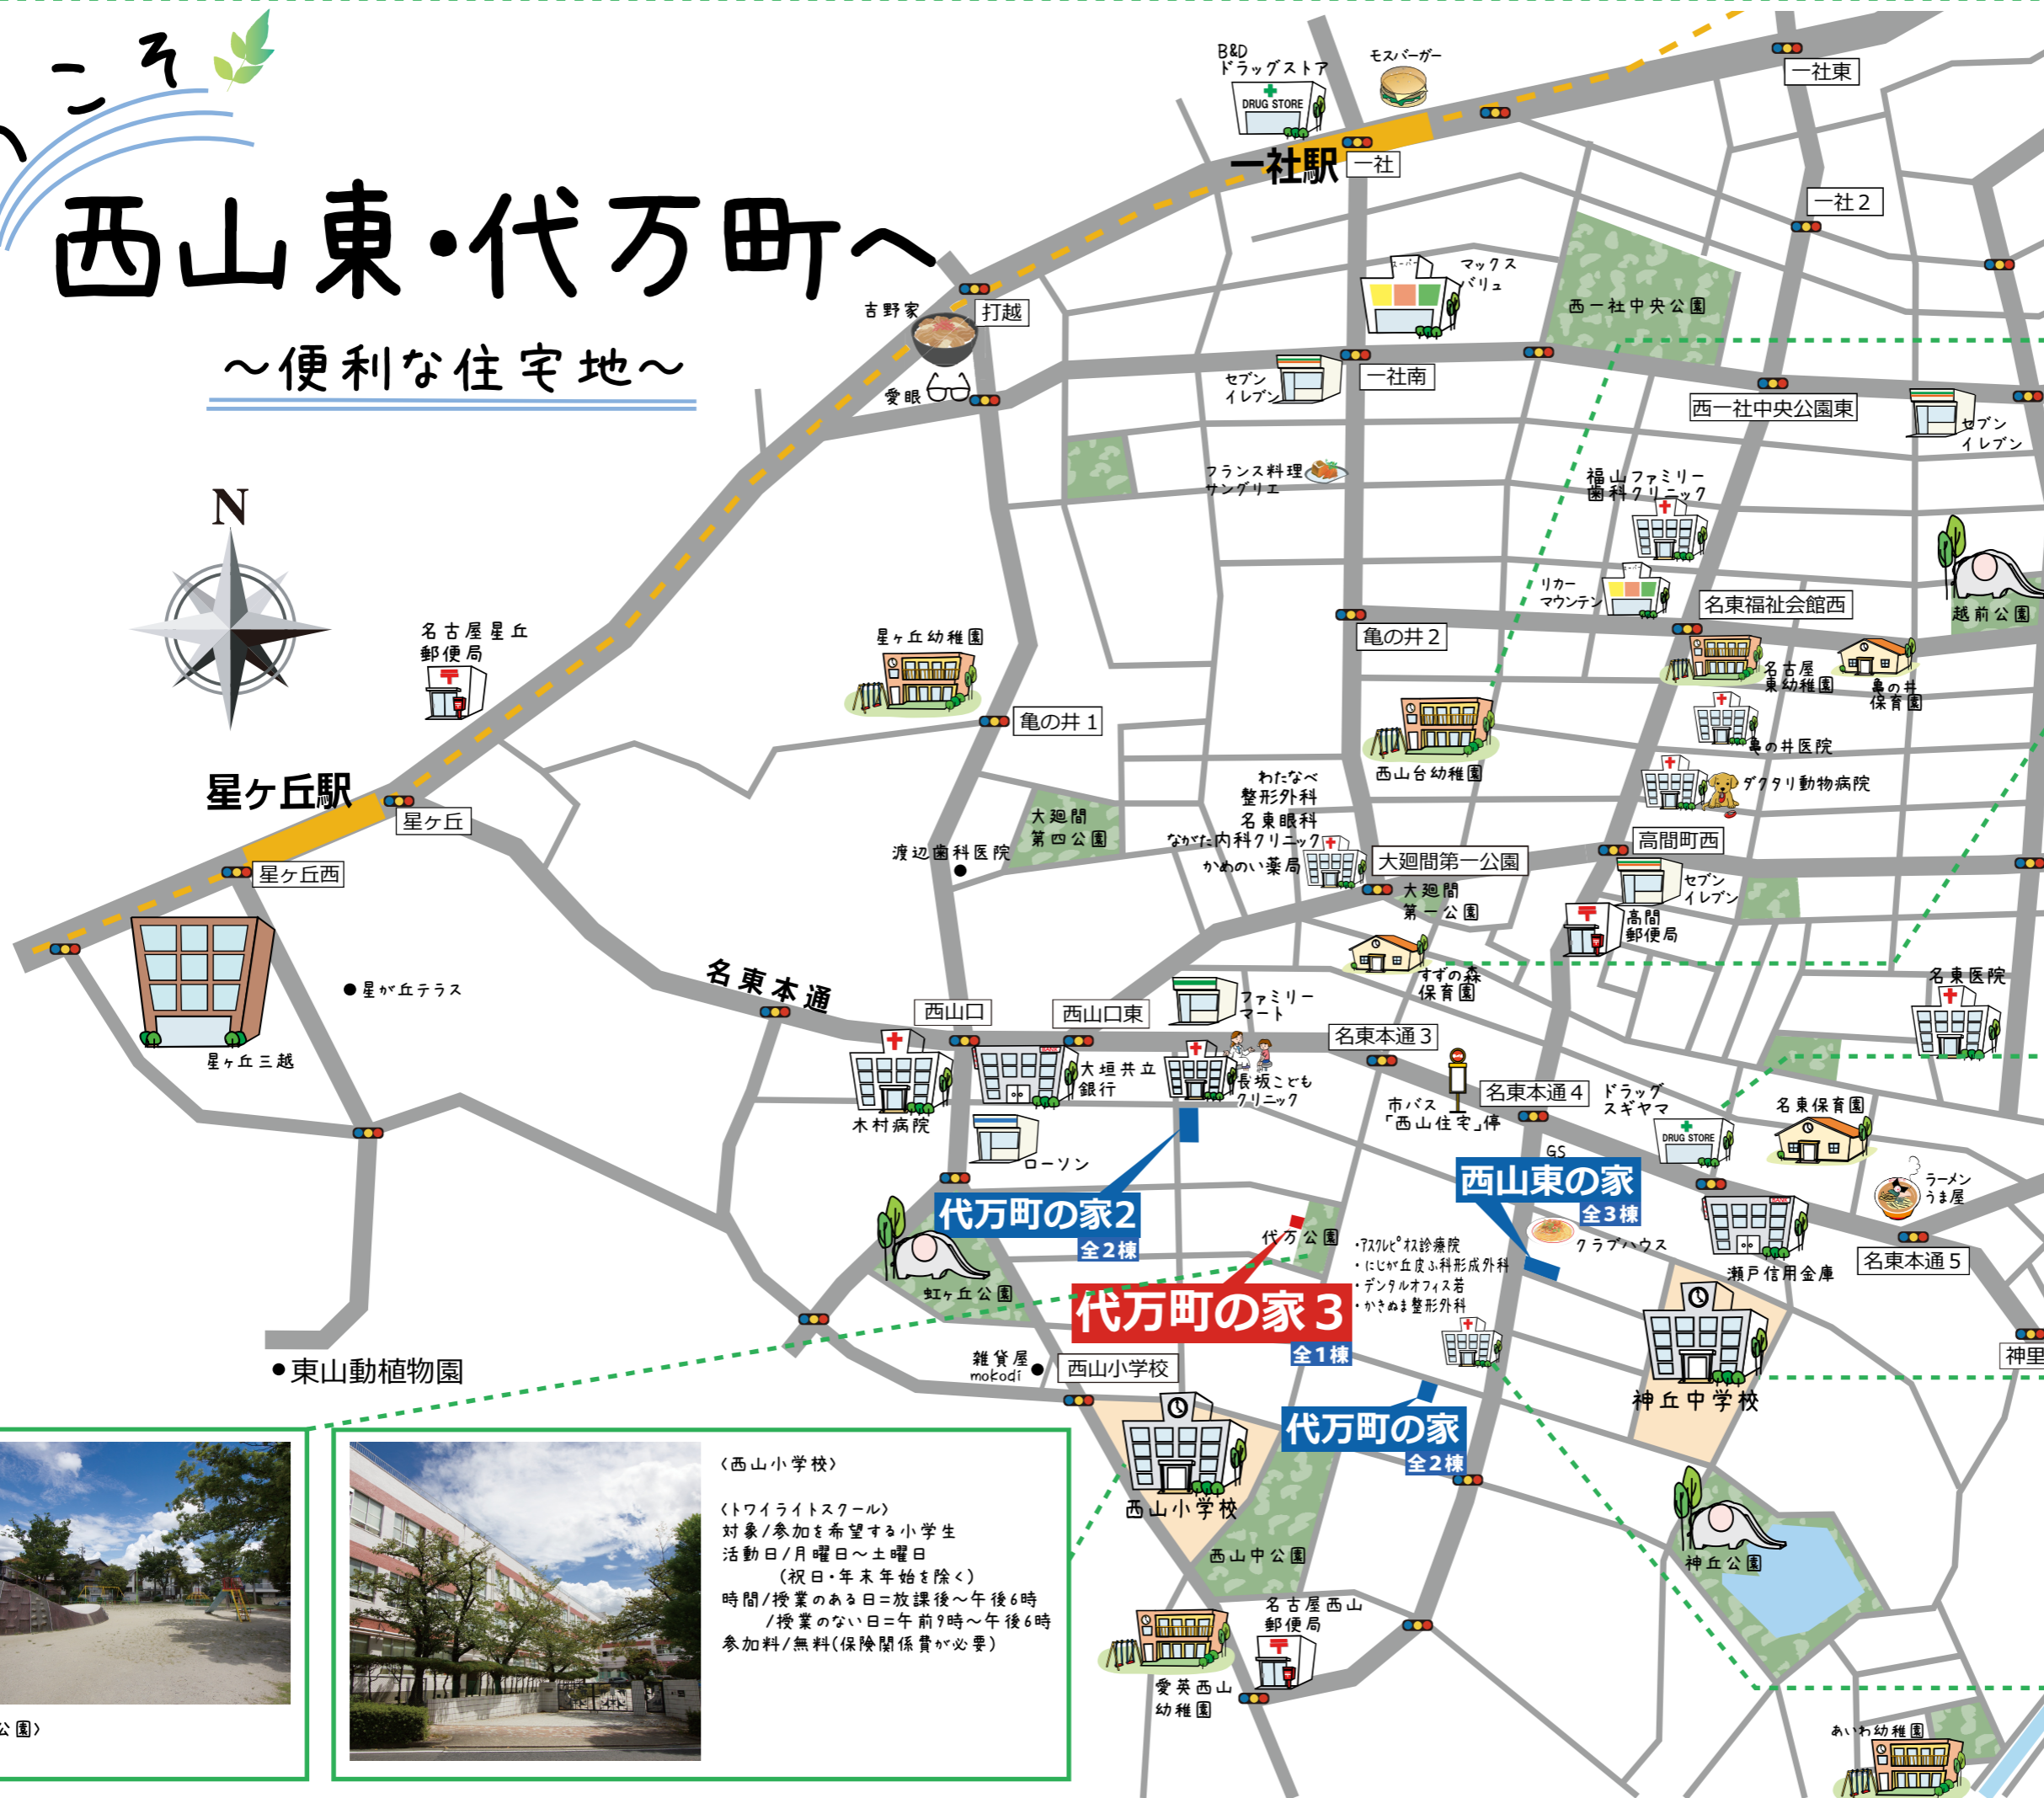 こそ
西山東・代万町へ
～便利な住宅地～
N
B&D
ドラッグストア
DRUG STORE
モスバーガー
一社東
一社駅
一社
一社2
吉野家
打越
愛眼
スーパー
マックス
バリュ
西一社中央公園
セブン
イレブン
一社南
西一社中央公園東
セブン
イレブン
フランス料理
サングリエ
福山ファミリー
歯科クリニック
リカー
マウンテン
スーパー
名東福祉会館西
越前公園
亀の井2
名古屋星丘
郵便局
星ヶ丘幼稚園
亀の井1
名古屋
東幼稚園
亀の井
保育園
亀の井医院
西山台幼稚園
ダクタリ動物病院
星ヶ丘駅
星ヶ丘
星ヶ丘西
わたなべ
整形外科
名東眼科
ながた内科クリニック
かめのい薬局
大廻間
第四公園
渡辺歯科医院
大廻間第一公園
大廻間
第一公園
高間町西
セブン
イレブン
高間
郵便局
星が丘テラス
星ヶ丘三越
名東本通
西山口
西山口東
ファミリー
マート
すずの森
保育園
名東医院
名東本通3
大垣共立
銀行
長坂こども
クリニック
木村病院
ローソン
市バス
「西山住宅」停
名東本通4
ドラッグ
スギヤマ
DRUG STORE
名東保育園
GS
ラーメン
うま屋
代万町の家2
全2棟
西山東の家
全3棟
クラブハウス
代万公園
・アスクレピオス診療院
・にじが丘皮ふ科形成外科
・デンタルオフィス若
・かきぬま整形外科
瀬戸信用金庫
名東本通5
虹ヶ丘公園
代万町の家3
全1棟
神里
東山動植物園
雑貨屋
mokodi
西山小学校
神丘中学校
代万町の家
全2棟
西山小学校
西山中公園
神丘公園
名古屋西山
郵便局
愛英西山
幼稚園
あいわ幼稚園
公園〉
〈西山小学校〉
〈トワイライトスクール〉
対象/参加を希望する小学生
活動日/月曜日～土曜日
(祝日・年末年始を除く)
時間/授業のある日=放課後～午後6時
/授業のない日=午前9時～午後6時
参加料/無料(保険関係費が必要)